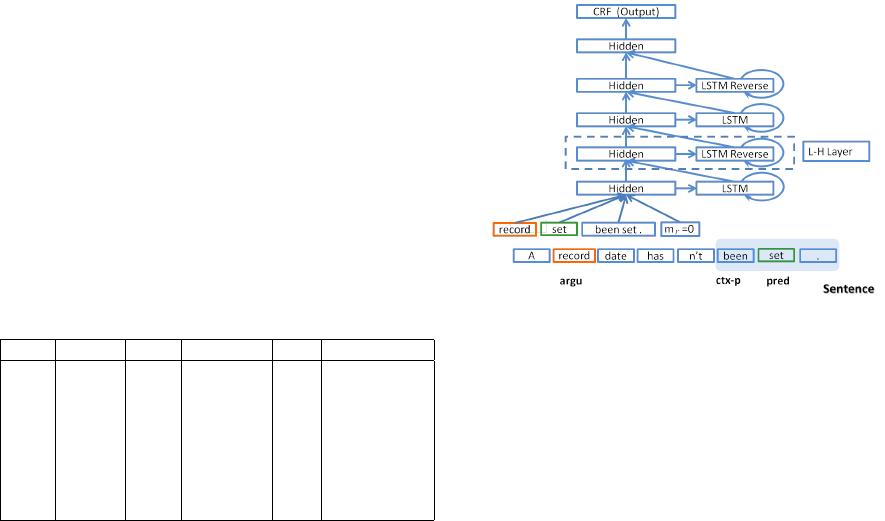 CRF (Output)
Hidden
Hidden LSTM Reverse
Hidden LSTM
Hidden LSTM Reverse L-H Layer
Hidden LSTM
record set been set . m r =0
A record date has n't been set .
argu ctx-p pred
Sentence